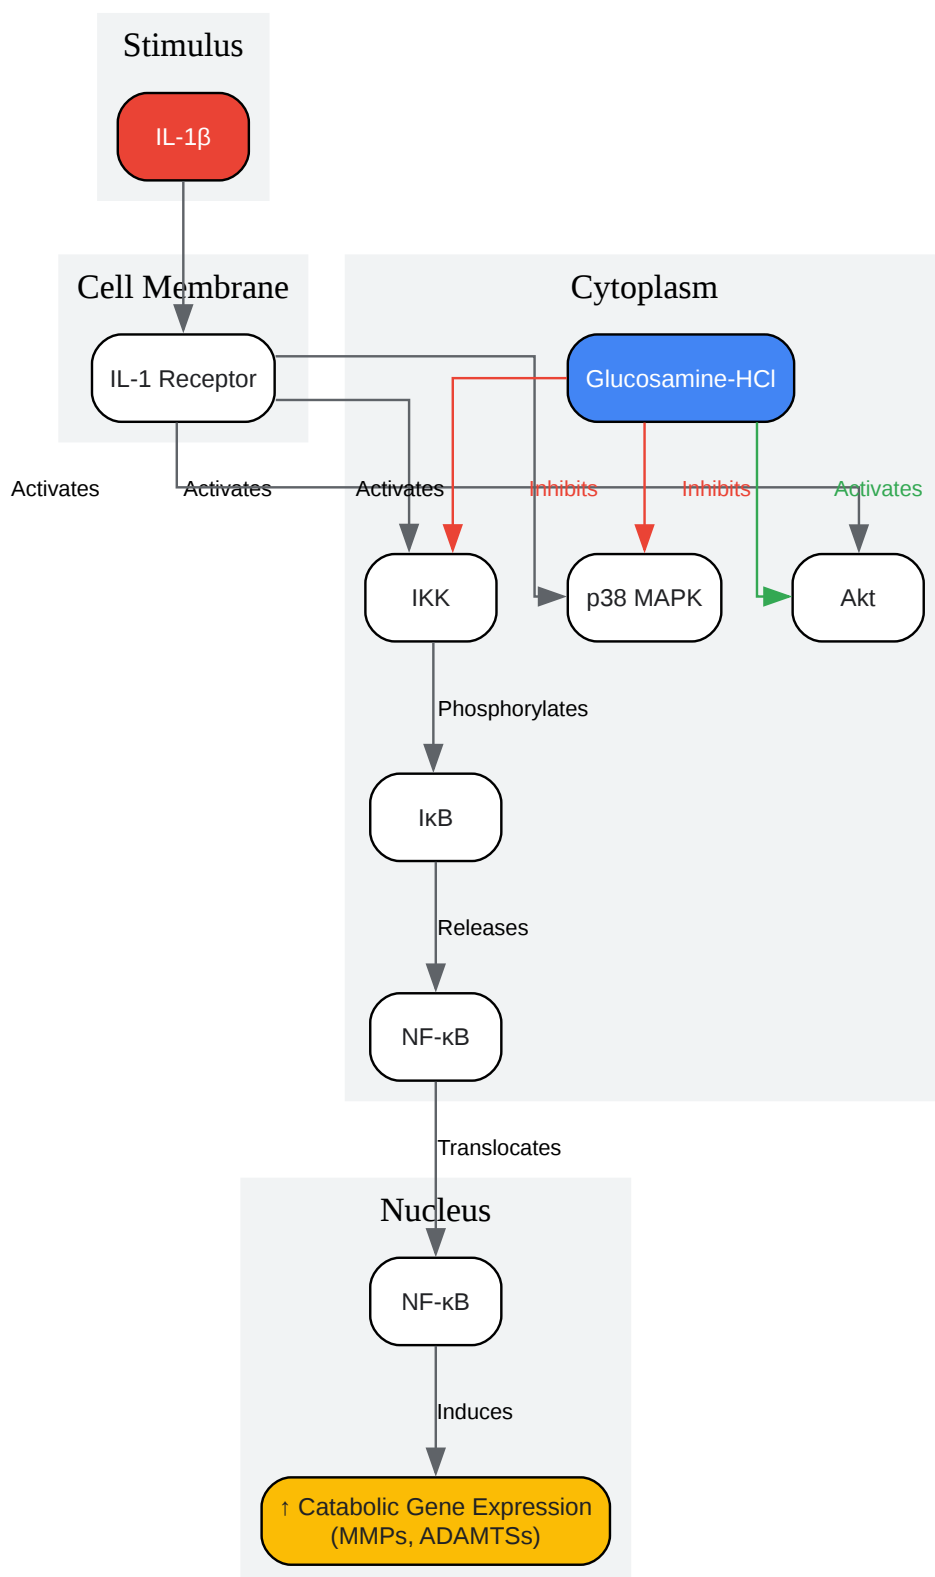 Stimulus
IL-1β
Cell Membrane
Cytoplasm
IL-1 Receptor
Glucosamine-HCl
Activates
Activates
Activates
Inhibits
Inhibits
Activates
IKK
p38 MAPK
Akt
Phosphorylates
IκB
Releases
NF-κB
Translocates
Nucleus
NF-κB
Induces
↑ Catabolic Gene Expression
(MMPs, ADAMTSs)